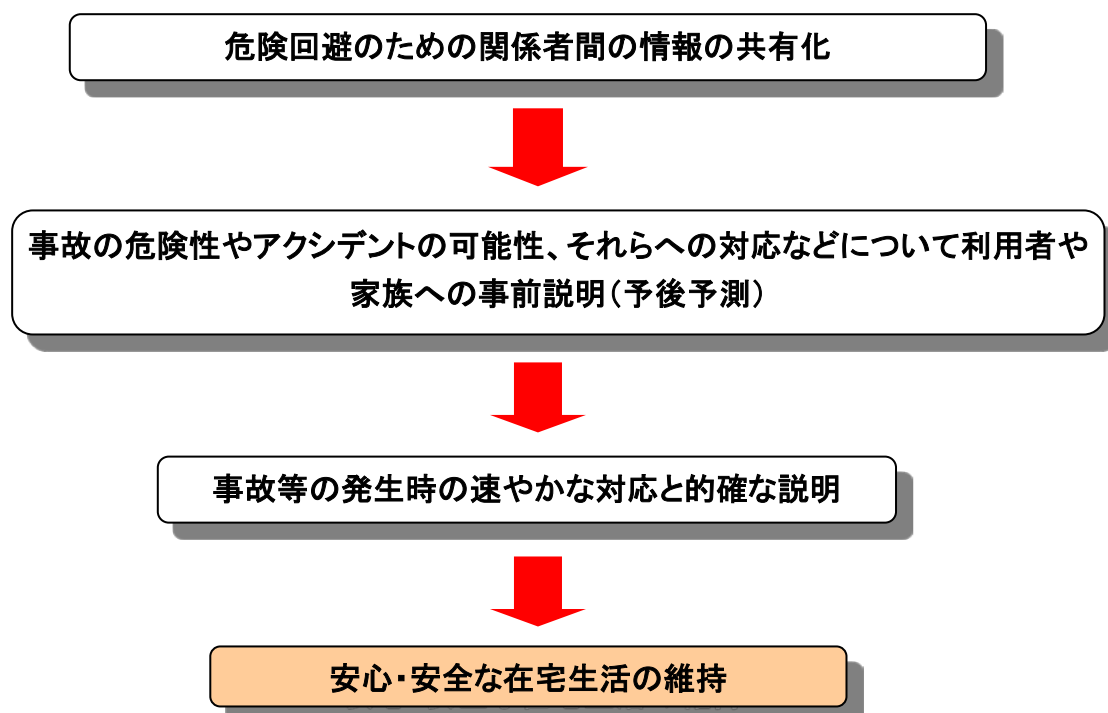 危険回避のための関係者間の情報の共有化
事故の危険性やアクシデントの可能性、それらへの対応などについて利用者や
家族への事前説明（予後予測）
事故等の発生時の速やかな対応と的確な説明
安心・安全な在宅生活の維持